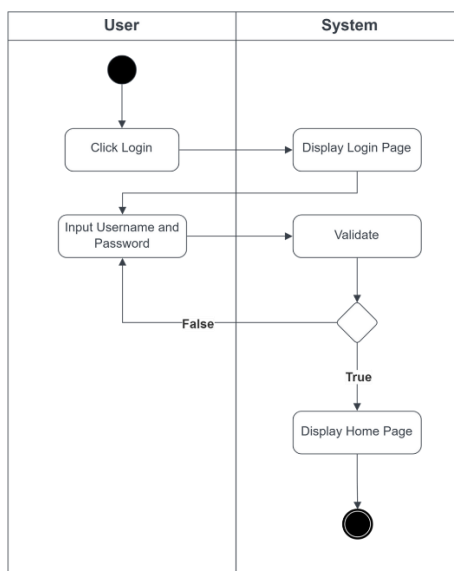 User
System
Click Login
Display Login Page
Input Username and
Password
Validate
False
True
Display Home Page